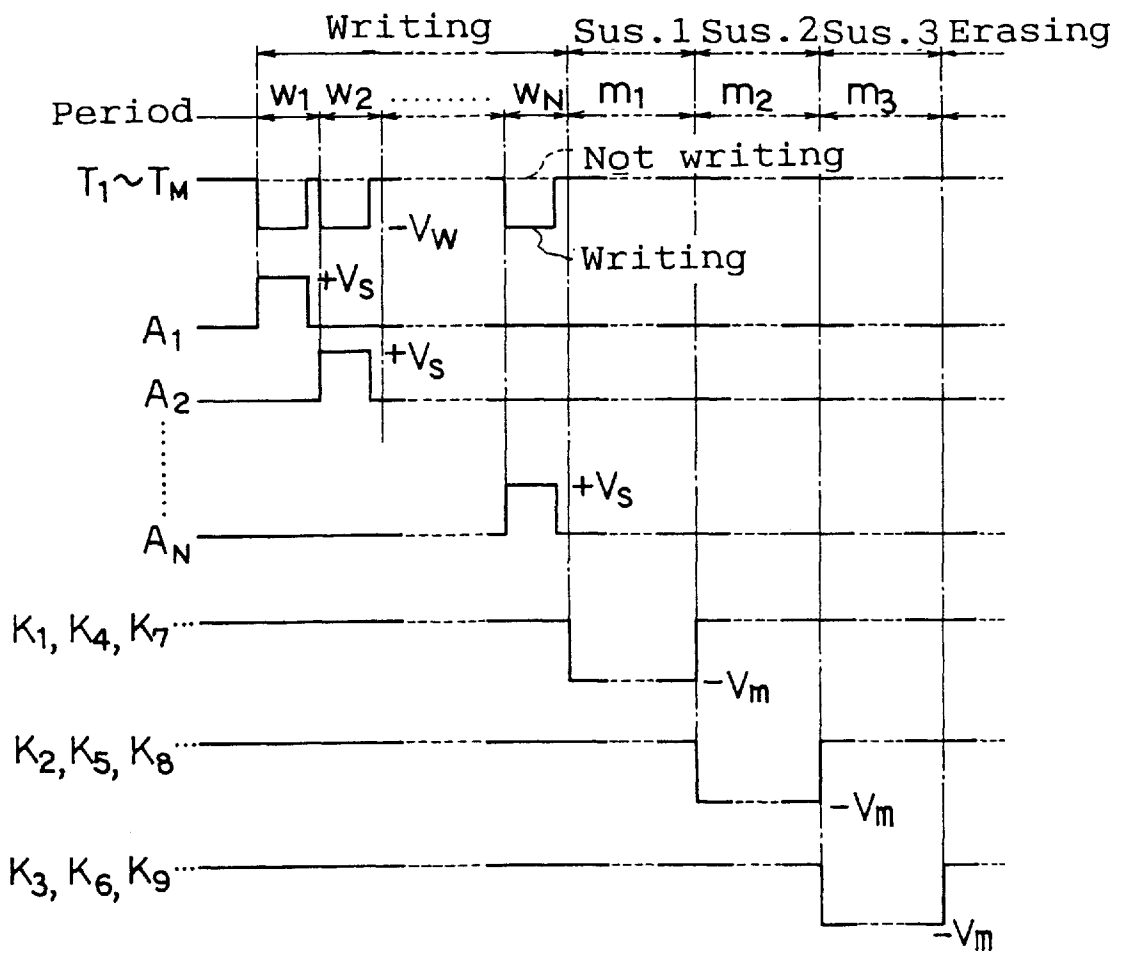 Writing Sus.1 Sus.2 Sus.3 Erasing
Period W1 W2 ........ WN m1 m2 m3
Not writing
T1~TM
-VW
Writing
+VS
A1
+VS
A2
+VS
AN
K1, K4, K7...
-Vm
K2, K5, K8...
-Vm
K3, K6, K9...
-Vm